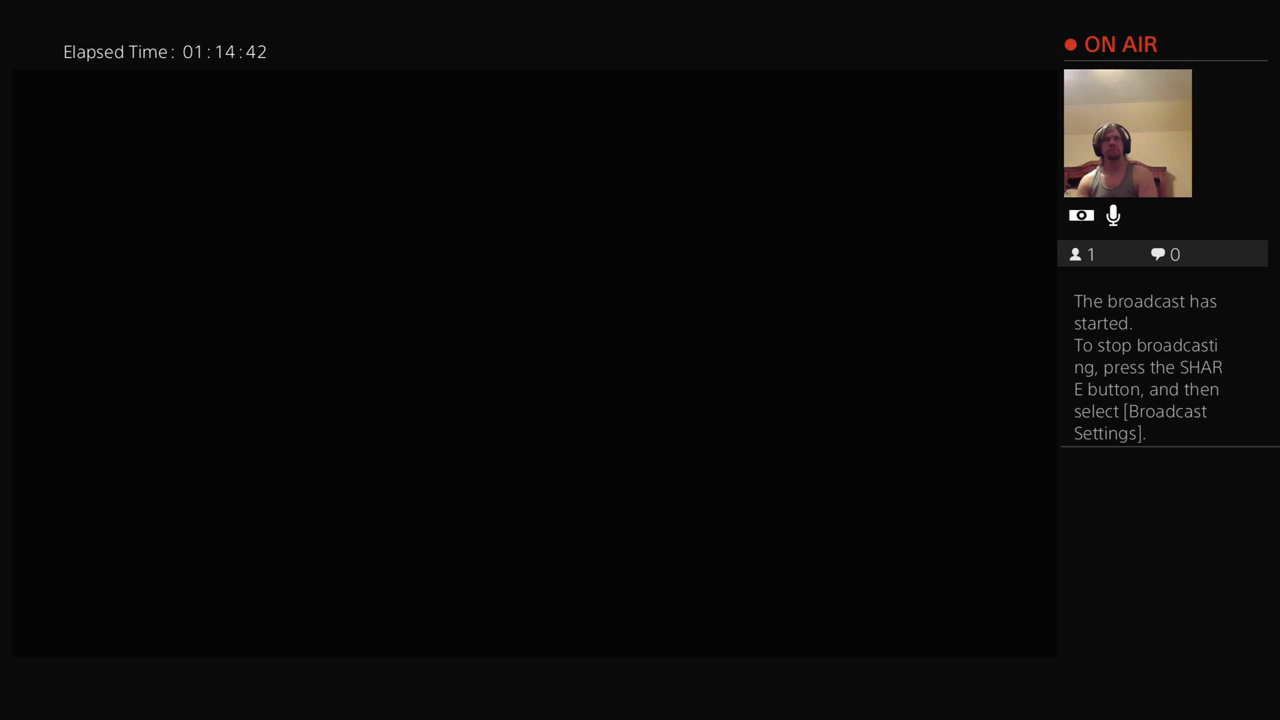 Elapsed Time: 01:14:42
ON AIR
1 0
The broadcast has
started.
To stop broadcasti
ng, press the SHAR
E button, and then
select [Broadcast
Settings].